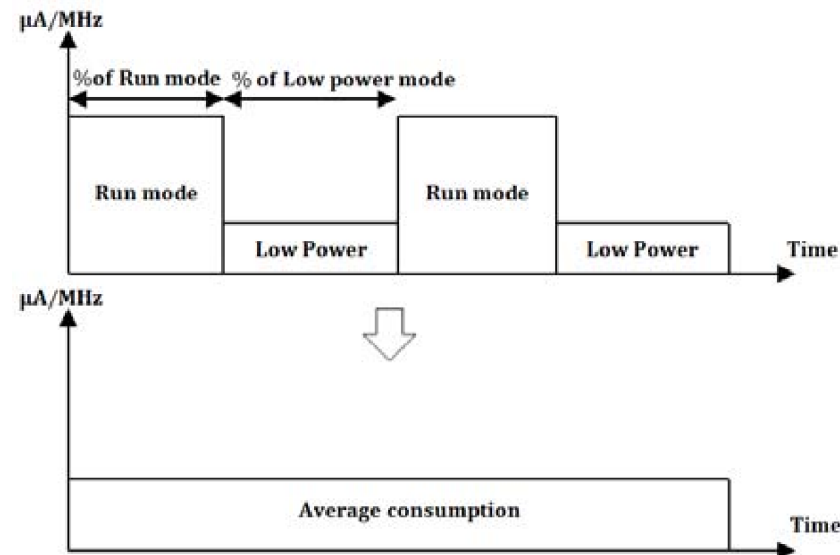 µA/MHz
%of Run mode
% of Low power mode
Run mode
Low Power
Run mode
Low Power
Time
µA/MHz
Average consumption
Time